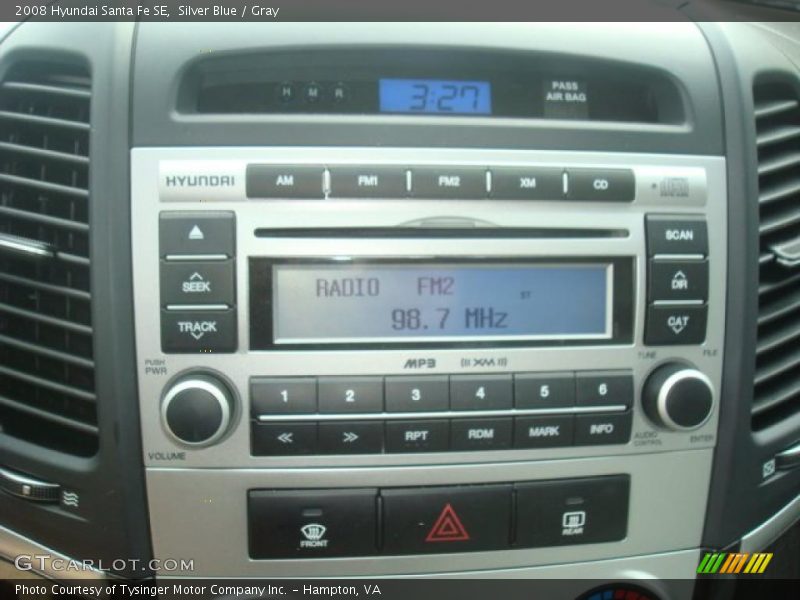 2008 Hyundai Santa Fe SE,  Silver Blue / Gray
H M R
3:27
PASS
AIR BAG
HYUNDAI
AM FM1 FM2 XM CD
SEEK
TRACK
SCAN
DIR
CAT
RADIO FM2
ST
98.7 MHz
MP3 ((XM))
PUSH
PWR
TUNE FILE
1 2 3 4 5 6
<< >> RPT RDM MARK INFO
VOLUME
AUDIO
CONTROL
ENTER
FRONT
REAR
GTCarLot.com
Photo Courtesy of Tysinger Motor Company Inc. - Hampton, VA